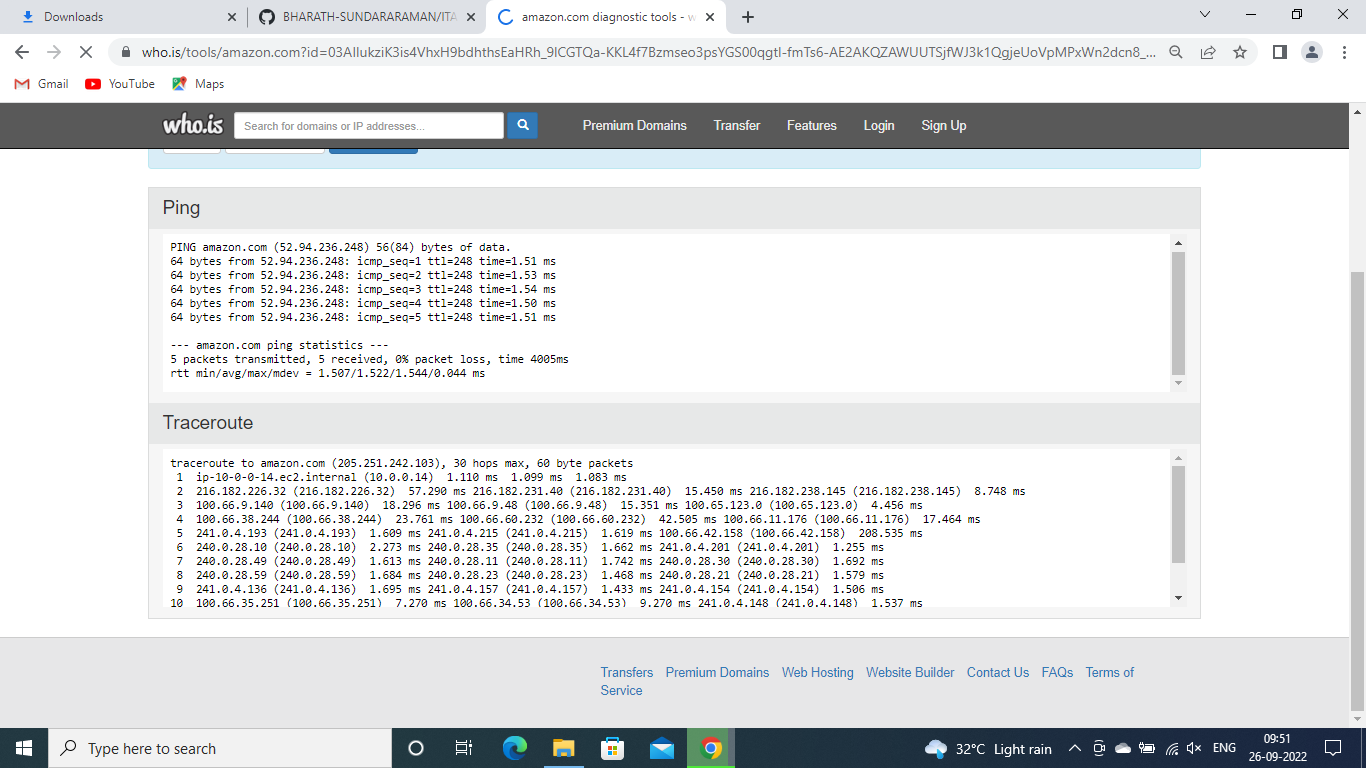 Downloads
BHARATH-SUNDARARAMAN/ITA
amazon.com diagnostic tools - w
who.is/tools/amazon.com?id=03AIIukziK3is4VhxH9bdhthsEaHRh_9ICGTQa-KKL4f7Bzmseo3psYGS00qgtl-fmTs6-AE2AKQZAWUUTSjfWJ3k1QgjeUoVpMPxWn2dcn8_...
Gmail YouTube Maps
who.is Search for domains or IP addresses... Premium Domains Transfer Features Login Sign Up
Ping
PING amazon.com (52.94.236.248) 56(84) bytes of data.
64 bytes from 52.94.236.248: icmp_seq=1 ttl=248 time=1.51 ms
64 bytes from 52.94.236.248: icmp_seq=2 ttl=248 time=1.53 ms
64 bytes from 52.94.236.248: icmp_seq=3 ttl=248 time=1.54 ms
64 bytes from 52.94.236.248: icmp_seq=4 ttl=248 time=1.50 ms
64 bytes from 52.94.236.248: icmp_seq=5 ttl=248 time=1.51 ms
--- amazon.com ping statistics ---
5 packets transmitted, 5 received, 0% packet loss, time 4005ms
rtt min/avg/max/mdev = 1.507/1.522/1.544/0.044 ms
Traceroute
traceroute to amazon.com (205.251.242.103), 30 hops max, 60 byte packets
1 ip-10-0-0-14.ec2.internal (10.0.0.14) 1.110 ms 1.099 ms 1.083 ms
2 216.182.226.32 (216.182.226.32) 57.290 ms 216.182.231.40 (216.182.231.40) 15.450 ms 216.182.238.145 (216.182.238.145) 8.748 ms
3 100.66.9.140 (100.66.9.140) 18.296 ms 100.66.9.48 (100.66.9.48) 15.351 ms 100.65.123.0 (100.65.123.0) 4.456 ms
4 100.66.38.244 (100.66.38.244) 23.761 ms 100.66.60.232 (100.66.60.232) 42.505 ms 100.66.11.176 (100.66.11.176) 17.464 ms
5 241.0.4.193 (241.0.4.193) 1.609 ms 241.0.4.215 (241.0.4.215) 1.619 ms 100.66.42.158 (100.66.42.158) 208.535 ms
6 240.0.28.10 (240.0.28.10) 2.273 ms 240.0.28.35 (240.0.28.35) 1.662 ms 241.0.4.201 (241.0.4.201) 1.255 ms
7 240.0.28.49 (240.0.28.49) 1.613 ms 240.0.28.11 (240.0.28.11) 1.742 ms 240.0.28.30 (240.0.28.30) 1.692 ms
8 240.0.28.59 (240.0.28.59) 1.684 ms 240.0.28.23 (240.0.28.23) 1.468 ms 240.0.28.21 (240.0.28.21) 1.579 ms
9 241.0.4.136 (241.0.4.136) 1.695 ms 241.0.4.157 (241.0.4.157) 1.433 ms 241.0.4.154 (241.0.4.154) 1.506 ms
10 100.66.35.251 (100.66.35.251) 7.270 ms 100.66.34.53 (100.66.34.53) 9.270 ms 241.0.4.148 (241.0.4.148) 1.537 ms
Transfers Premium Domains Web Hosting Website Builder Contact Us FAQs Terms of
Service
Type here to search
32°C Light rain
ENG
09:51
26-09-2022